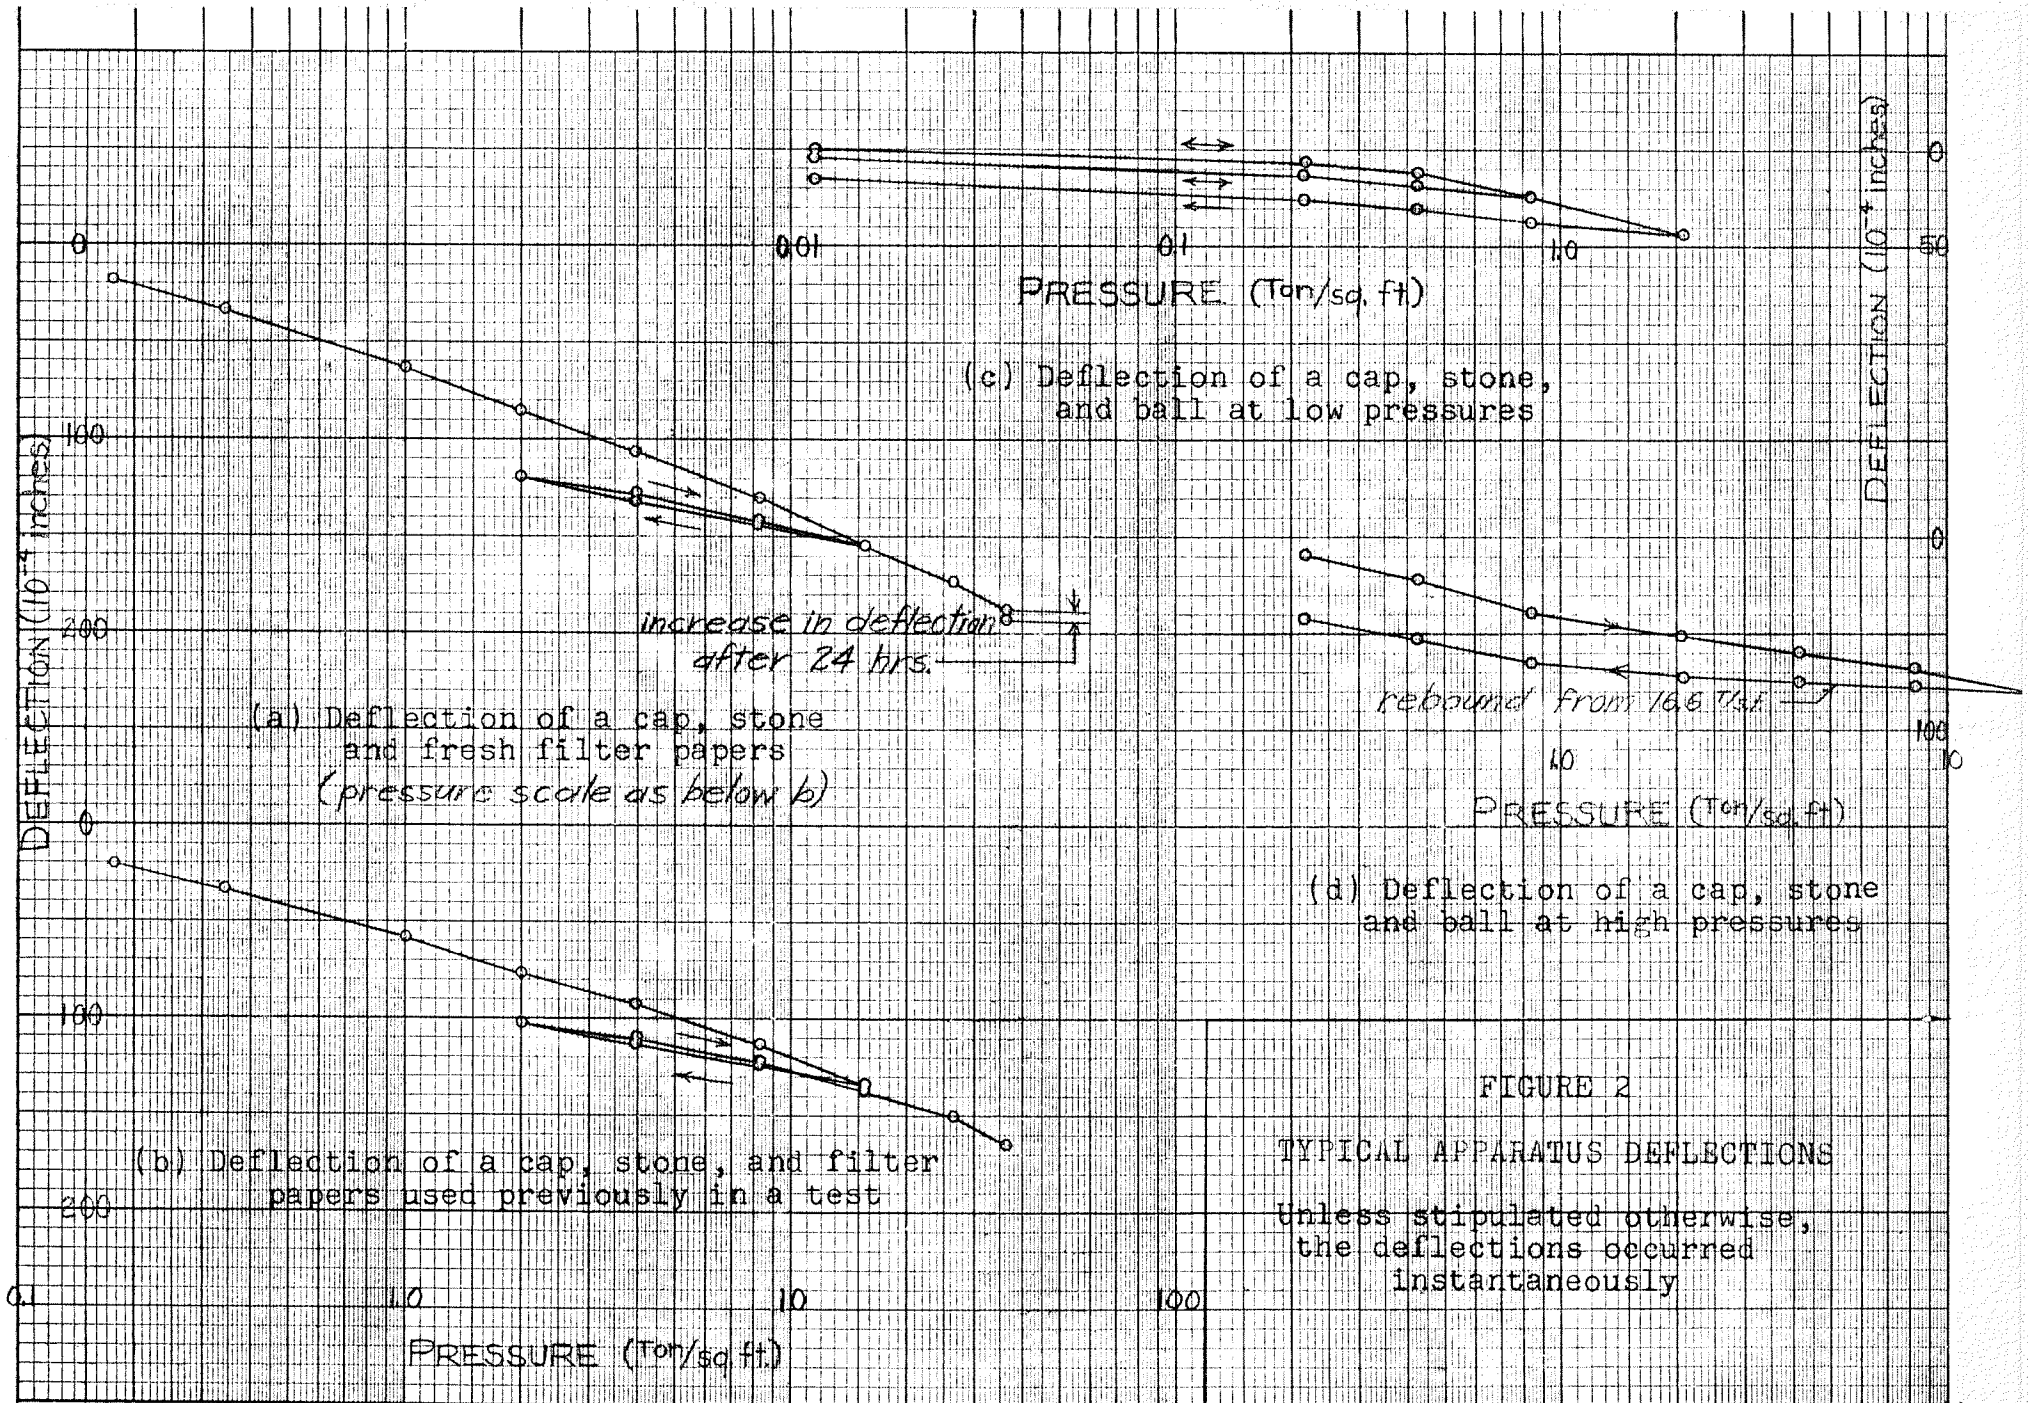 DEFLECTION (10⁻⁴ inches)
0
50
0.01
0.1
1.0
PRESSURE (Ton/sq. ft.)
(c) Deflection of a cap, stone,
and ball at low pressures
DEFLECTION (10⁻⁴ inches)
0
100
200
increase in deflection
after 24 hrs.
(a) Deflection of a cap, stone
and fresh filter papers
(pressure scale as below b)
0
100
rebound from 16.6 T/s.f.
1.0
10
PRESSURE (Ton/sq. ft)
(d) Deflection of a cap, stone
and ball at high pressures
0
100
200
(b) Deflection of a cap, stone, and filter
papers used previously in a test
0.1
1.0
10
100
PRESSURE (Ton/sq. ft.)
FIGURE 2
TYPICAL APPARATUS DEFLECTIONS
Unless stipulated otherwise,
the deflections occurred
instantaneously